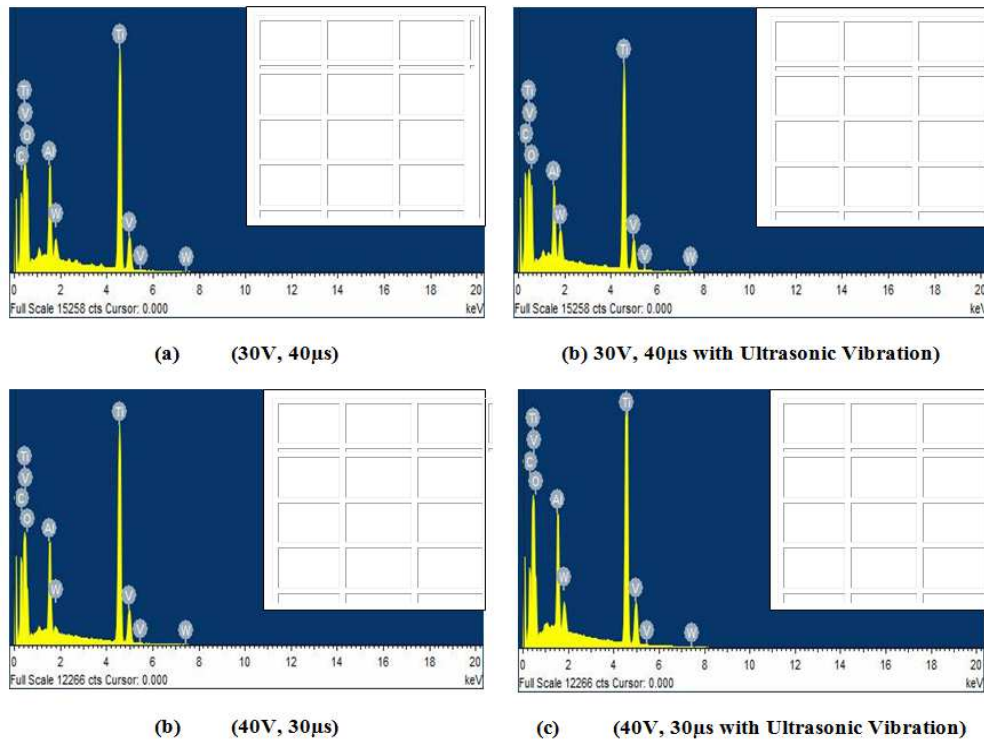 Ti
Ti
V
O
C
Al
W
V
V
W
0 2 4 6 8 10 12 14 16 18 20
Full Scale 15258 cts Cursor: 0.000 keV
(a) (30V, 40µs)
Ti
Ti
V
C
O
Al
W
V
V
W
0 2 4 6 8 10 12 14 16 18 20
Full Scale 15258 cts Cursor: 0.000 keV
(b) 30V, 40µs with Ultrasonic Vibration)
Ti
Ti
V
C
O
Al
W
V
V
W
0 2 4 6 8 10 12 14 16 18 20
Full Scale 12266 cts Cursor: 0.000 keV
(b) (40V, 30µs)
Ti
Ti
V
C
O
Al
W
V
V
W
0 2 4 6 8 10 12 14 16 18 20
Full Scale 12266 cts Cursor: 0.000 keV
(c) (40V, 30µs with Ultrasonic Vibration)